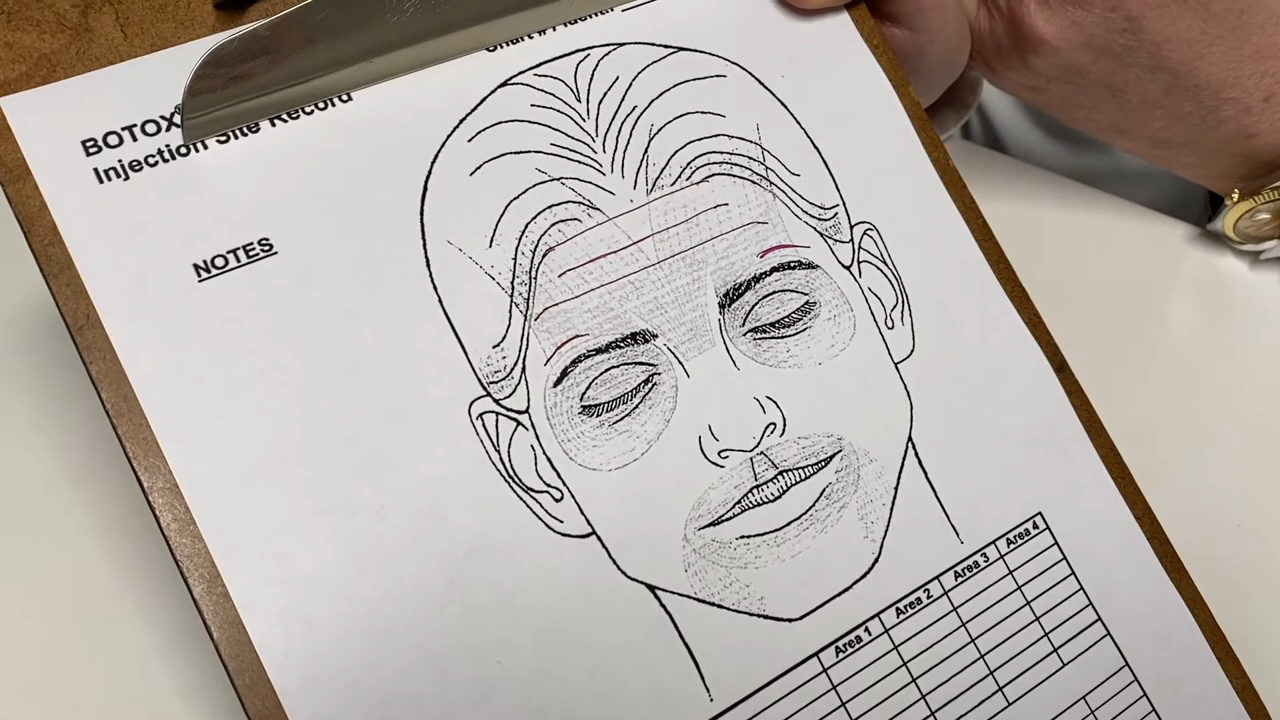 BOTOX®
Injection Site Record
NOTES
Area 1
Area 2
Area 3
Area 4